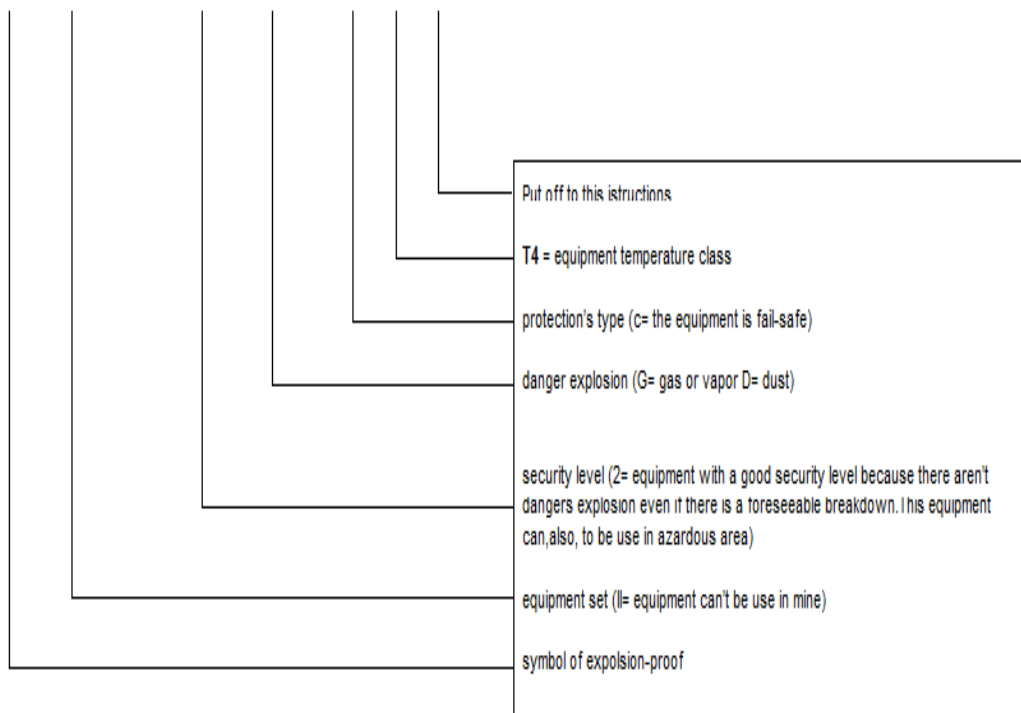 Put off to this istructions
T4 = equipment temperature class
protection's type (c= the equipment is fail-safe)
danger explosion (G= gas or vapor D= dust)
security level (2= equipment with a good security level because there aren't
dangers explosion even if there is a foreseeable breakdown.This equipment
can,also, to be use in azardous area)
equipment set (II= equipment can't be use in mine)
symbol of expolsion-proof